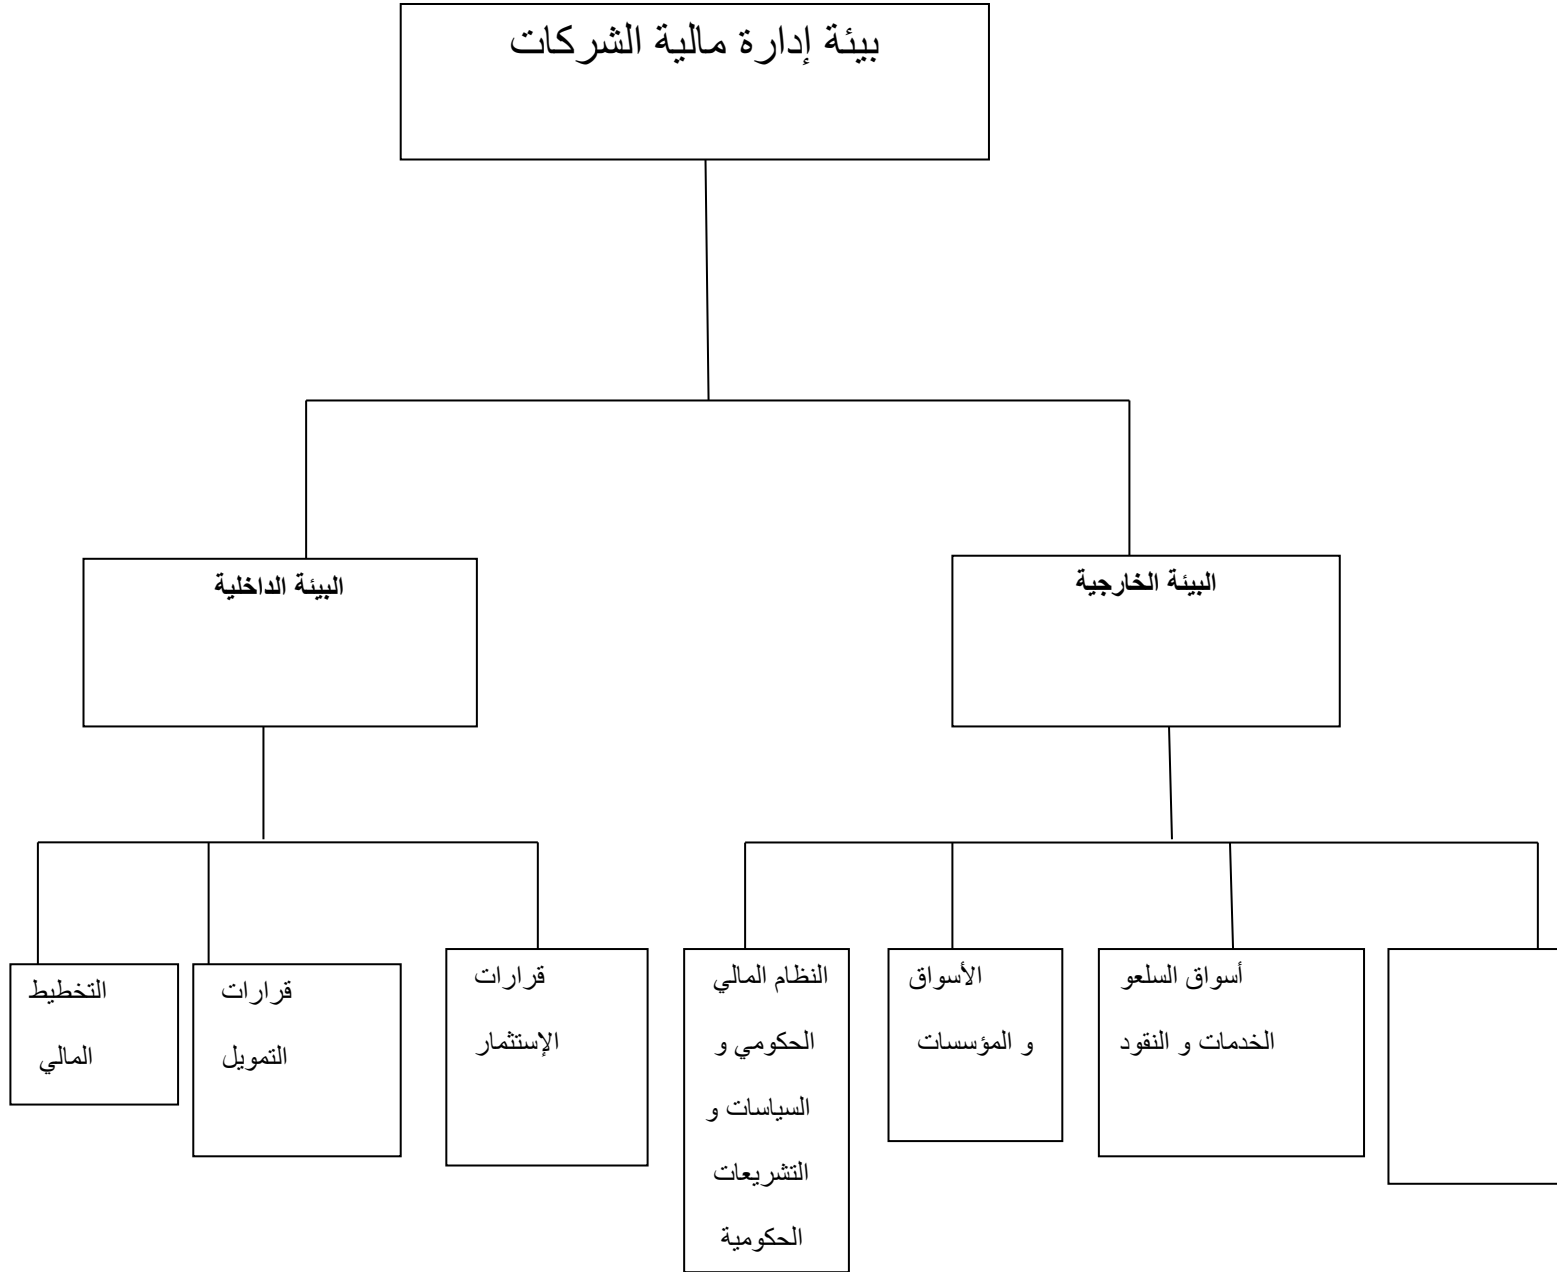 بيئة إدارة مالية الشركات
البيئة الخارجية
البيئة الداخلية
أسواق السلعو
الخدمات و النقود
الأسواق
و المؤسسات
النظام المالي
الحكومي و
السياسات و
التشريعات
الحكومية
قرارات
الإستثمار
قرارات
التمويل
التخطيط
المالي